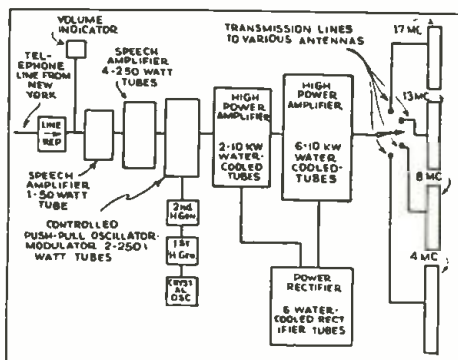 VOLUME
INDICATOR
TEL-
EPHONE
LINE FROM
NEW
YORK
LINE
REP
SPEECH
AMPLIFIER
4-250 WATT
TUBES
SPEECH
AMPLIFIER
1-50 WATT
TUBE
CONTROLLED
PUSH-PULL OSCILLATOR-
MODULATOR 2-250
WATT TUBES
2ND
H GEN
1ST
H GEN
CRYST
AL
OSC
HIGH
POWER
AMPLIFIER
2-10 KW
WATER-
COOLED
TUBES
HIGH
POWER
AMPLIFIER
6-10 KW
WATER
COOLED-
TUBES
POWER
RECTIFIER
6 WATER-
COOLED RECT
IFIER TUBES
TRANSMISSION LINES
TO VARIOUS
ANTENNAS
17 MC
13 MC
8 MC
4 MC